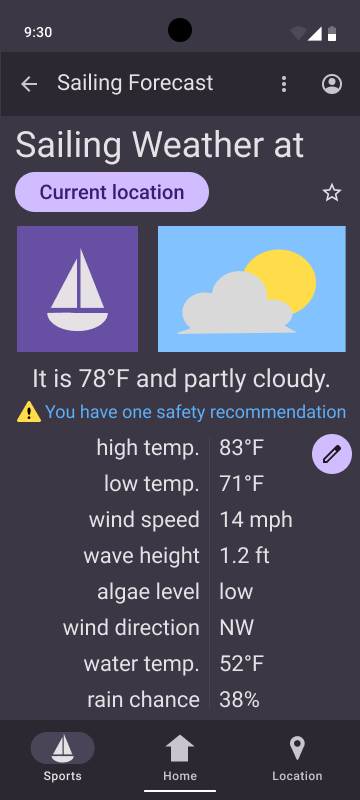 9:30
Sailing Forecast
Sailing Weather at
Current location
It is 78°F and partly cloudy.
You have one safety recommendation
high temp. 83°F
low temp. 71°F
wind speed 14 mph
wave height 1.2 ft
algae level low
wind direction NW
water temp. 52°F
rain chance 38%
Sports Home Location